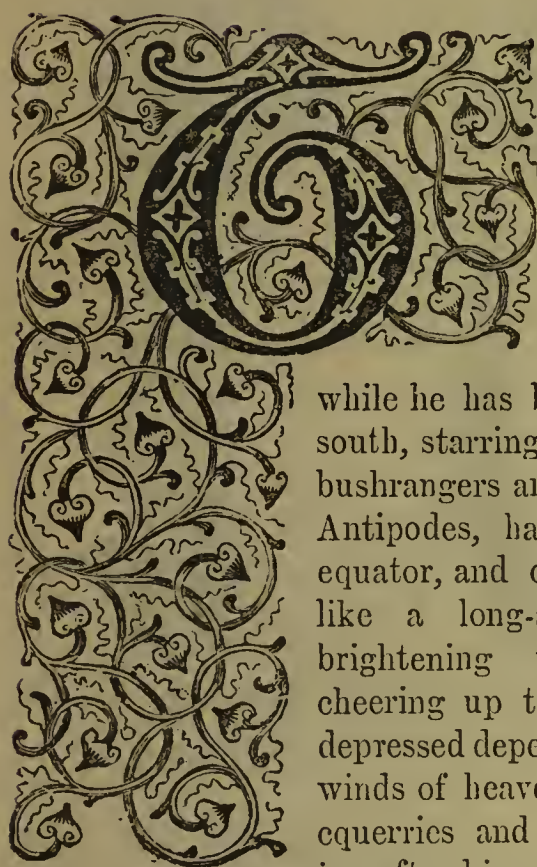 T
while he has b
south, starring
bushrangers an
Antipodes, ha
equator, and
like a long-
brightening
cheering up t
depressed depe
winds of heave
equerries and